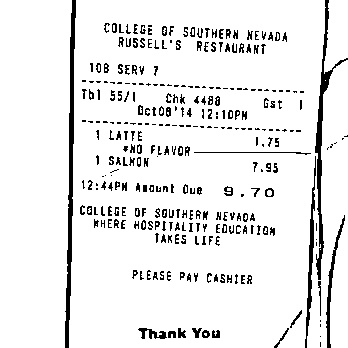 COLLEGE OF SOUTHERN NEVADA
RUSSELL'S RESTAURANT
108 SERV 7
Tbl 55/1 Chk 4488 Gst 1
Oct08'14 12:10PM
1 LATTE 1.75
*NO FLAVOR
1 SALMON 7.95
12:44PM Amount Due 9.70
COLLEGE OF SOUTHERN NEVADA
WHERE HOSPITALITY EDUCATION
TAKES LIFE
PLEASE PAY CASHIER
Thank You